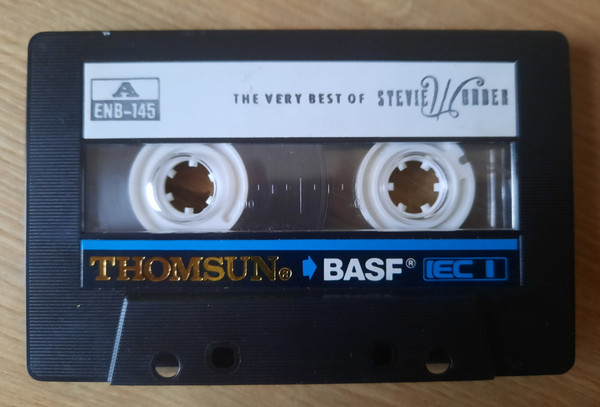 A
ENB-145
THE VERY BEST OF STEVIE WONDER
THOMSUN® BASF® IEC I